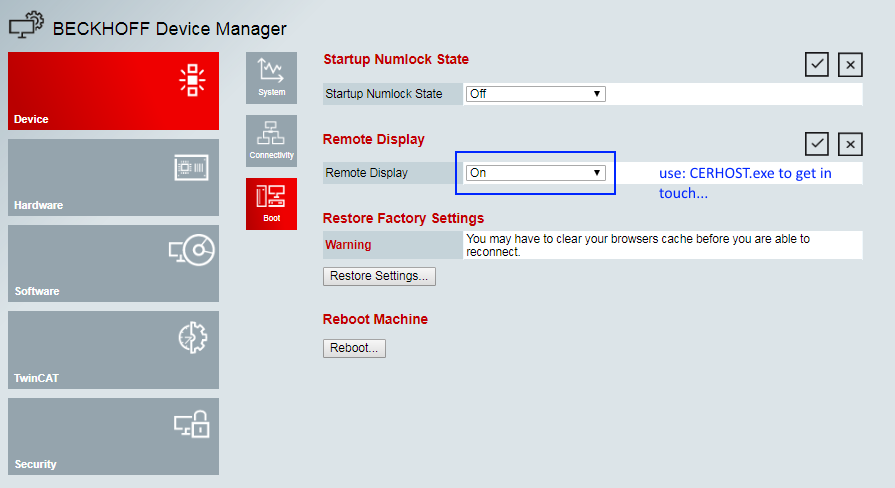 BECKHOFF Device Manager
Device
Hardware
Software
TwinCAT
Security
System
Connectivity
Boot
Startup Numlock State
Startup Numlock State Off
Remote Display
Remote Display On
use: CERHOST.exe to get in
touch...
Restore Factory Settings
Warning You may have to clear your browsers cache before you are able to
reconnect.
Restore Settings...
Reboot Machine
Reboot...